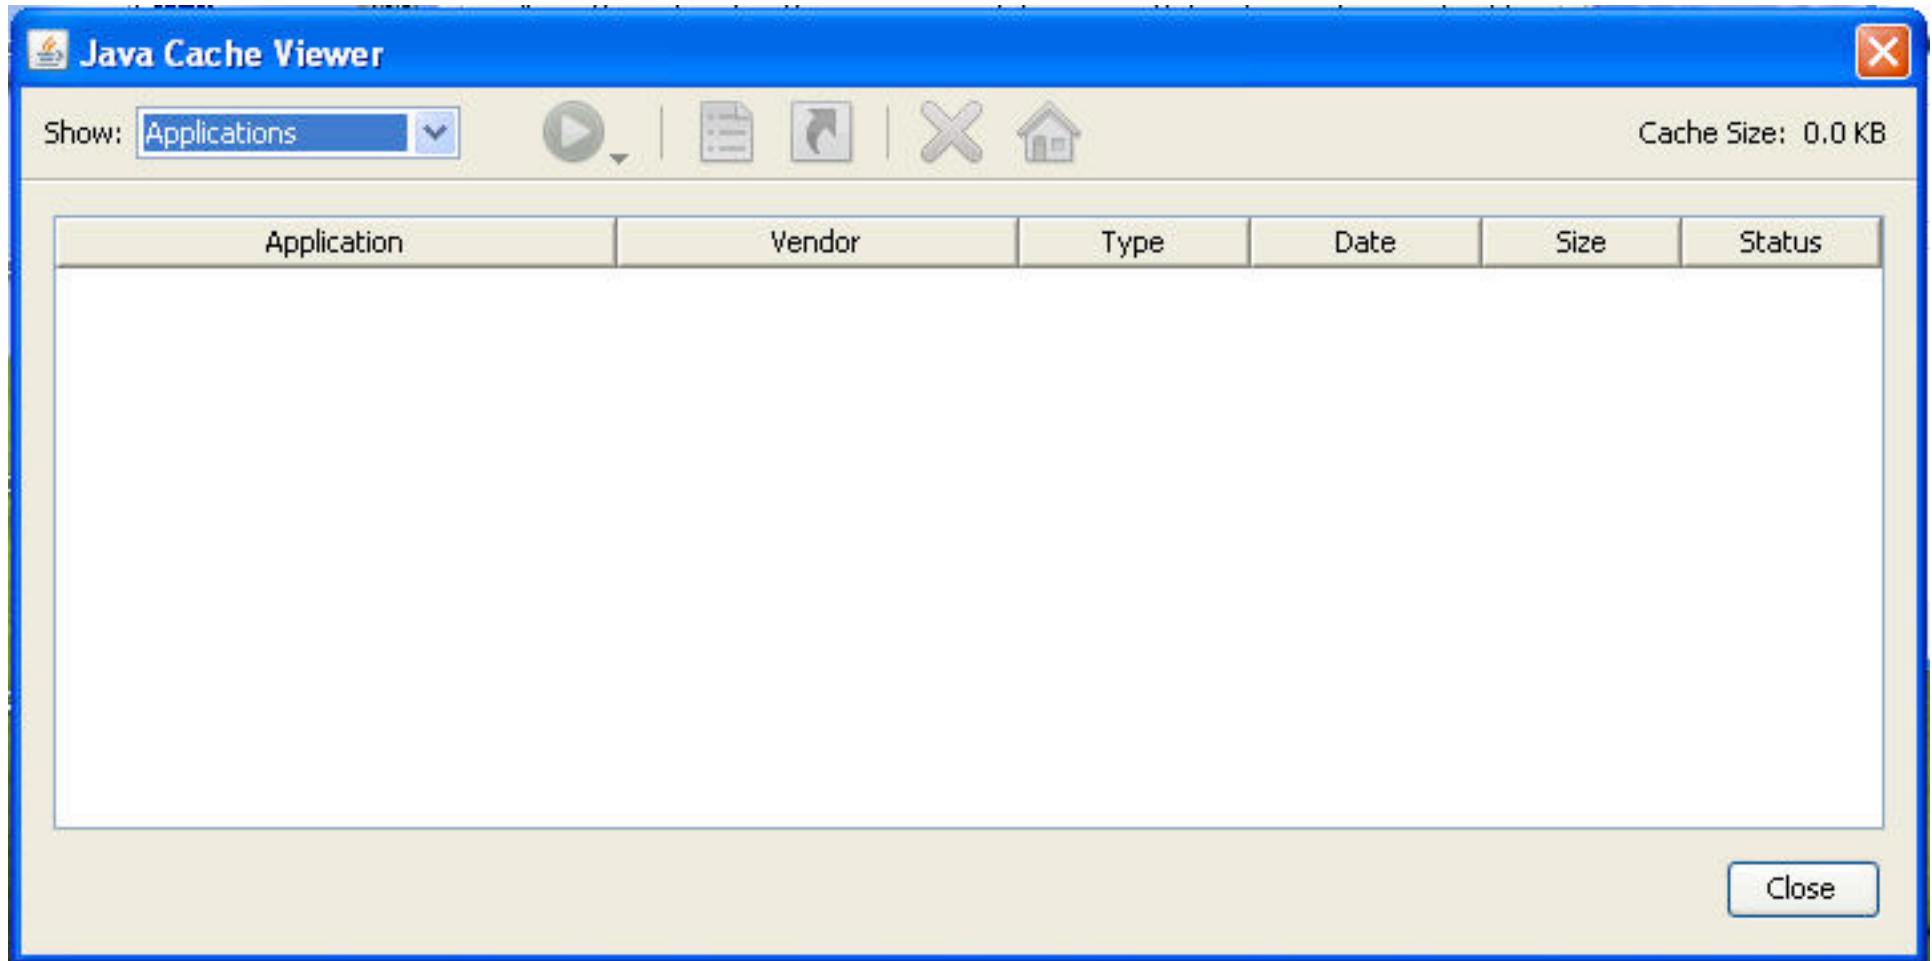 Java Cache Viewer
Show: Applications Cache Size: 0.0 KB
Application Vendor Type Date Size Status
Close